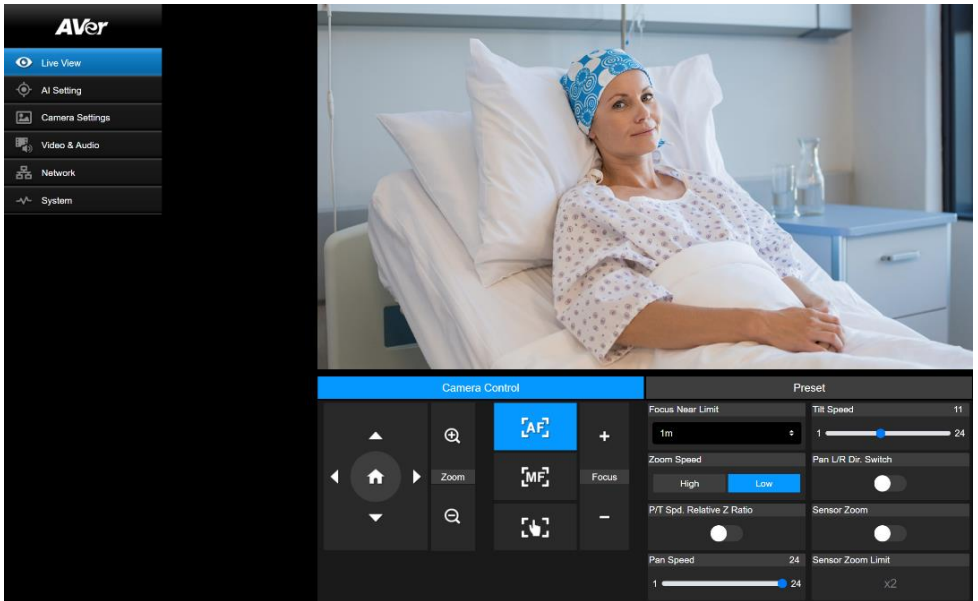 AVer
Live View
AI Setting
Camera Settings
Video & Audio
Network
System
Camera Control
Preset
Zoom
AF
MF
+
Focus
−
Focus Near Limit
1m
Tilt Speed 11
1 24
Zoom Speed
High Low
Pan L/R Dir. Switch
P/T Spd. Relative Z Ratio
Sensor Zoom
Pan Speed 24
1 24
Sensor Zoom Limit
x2